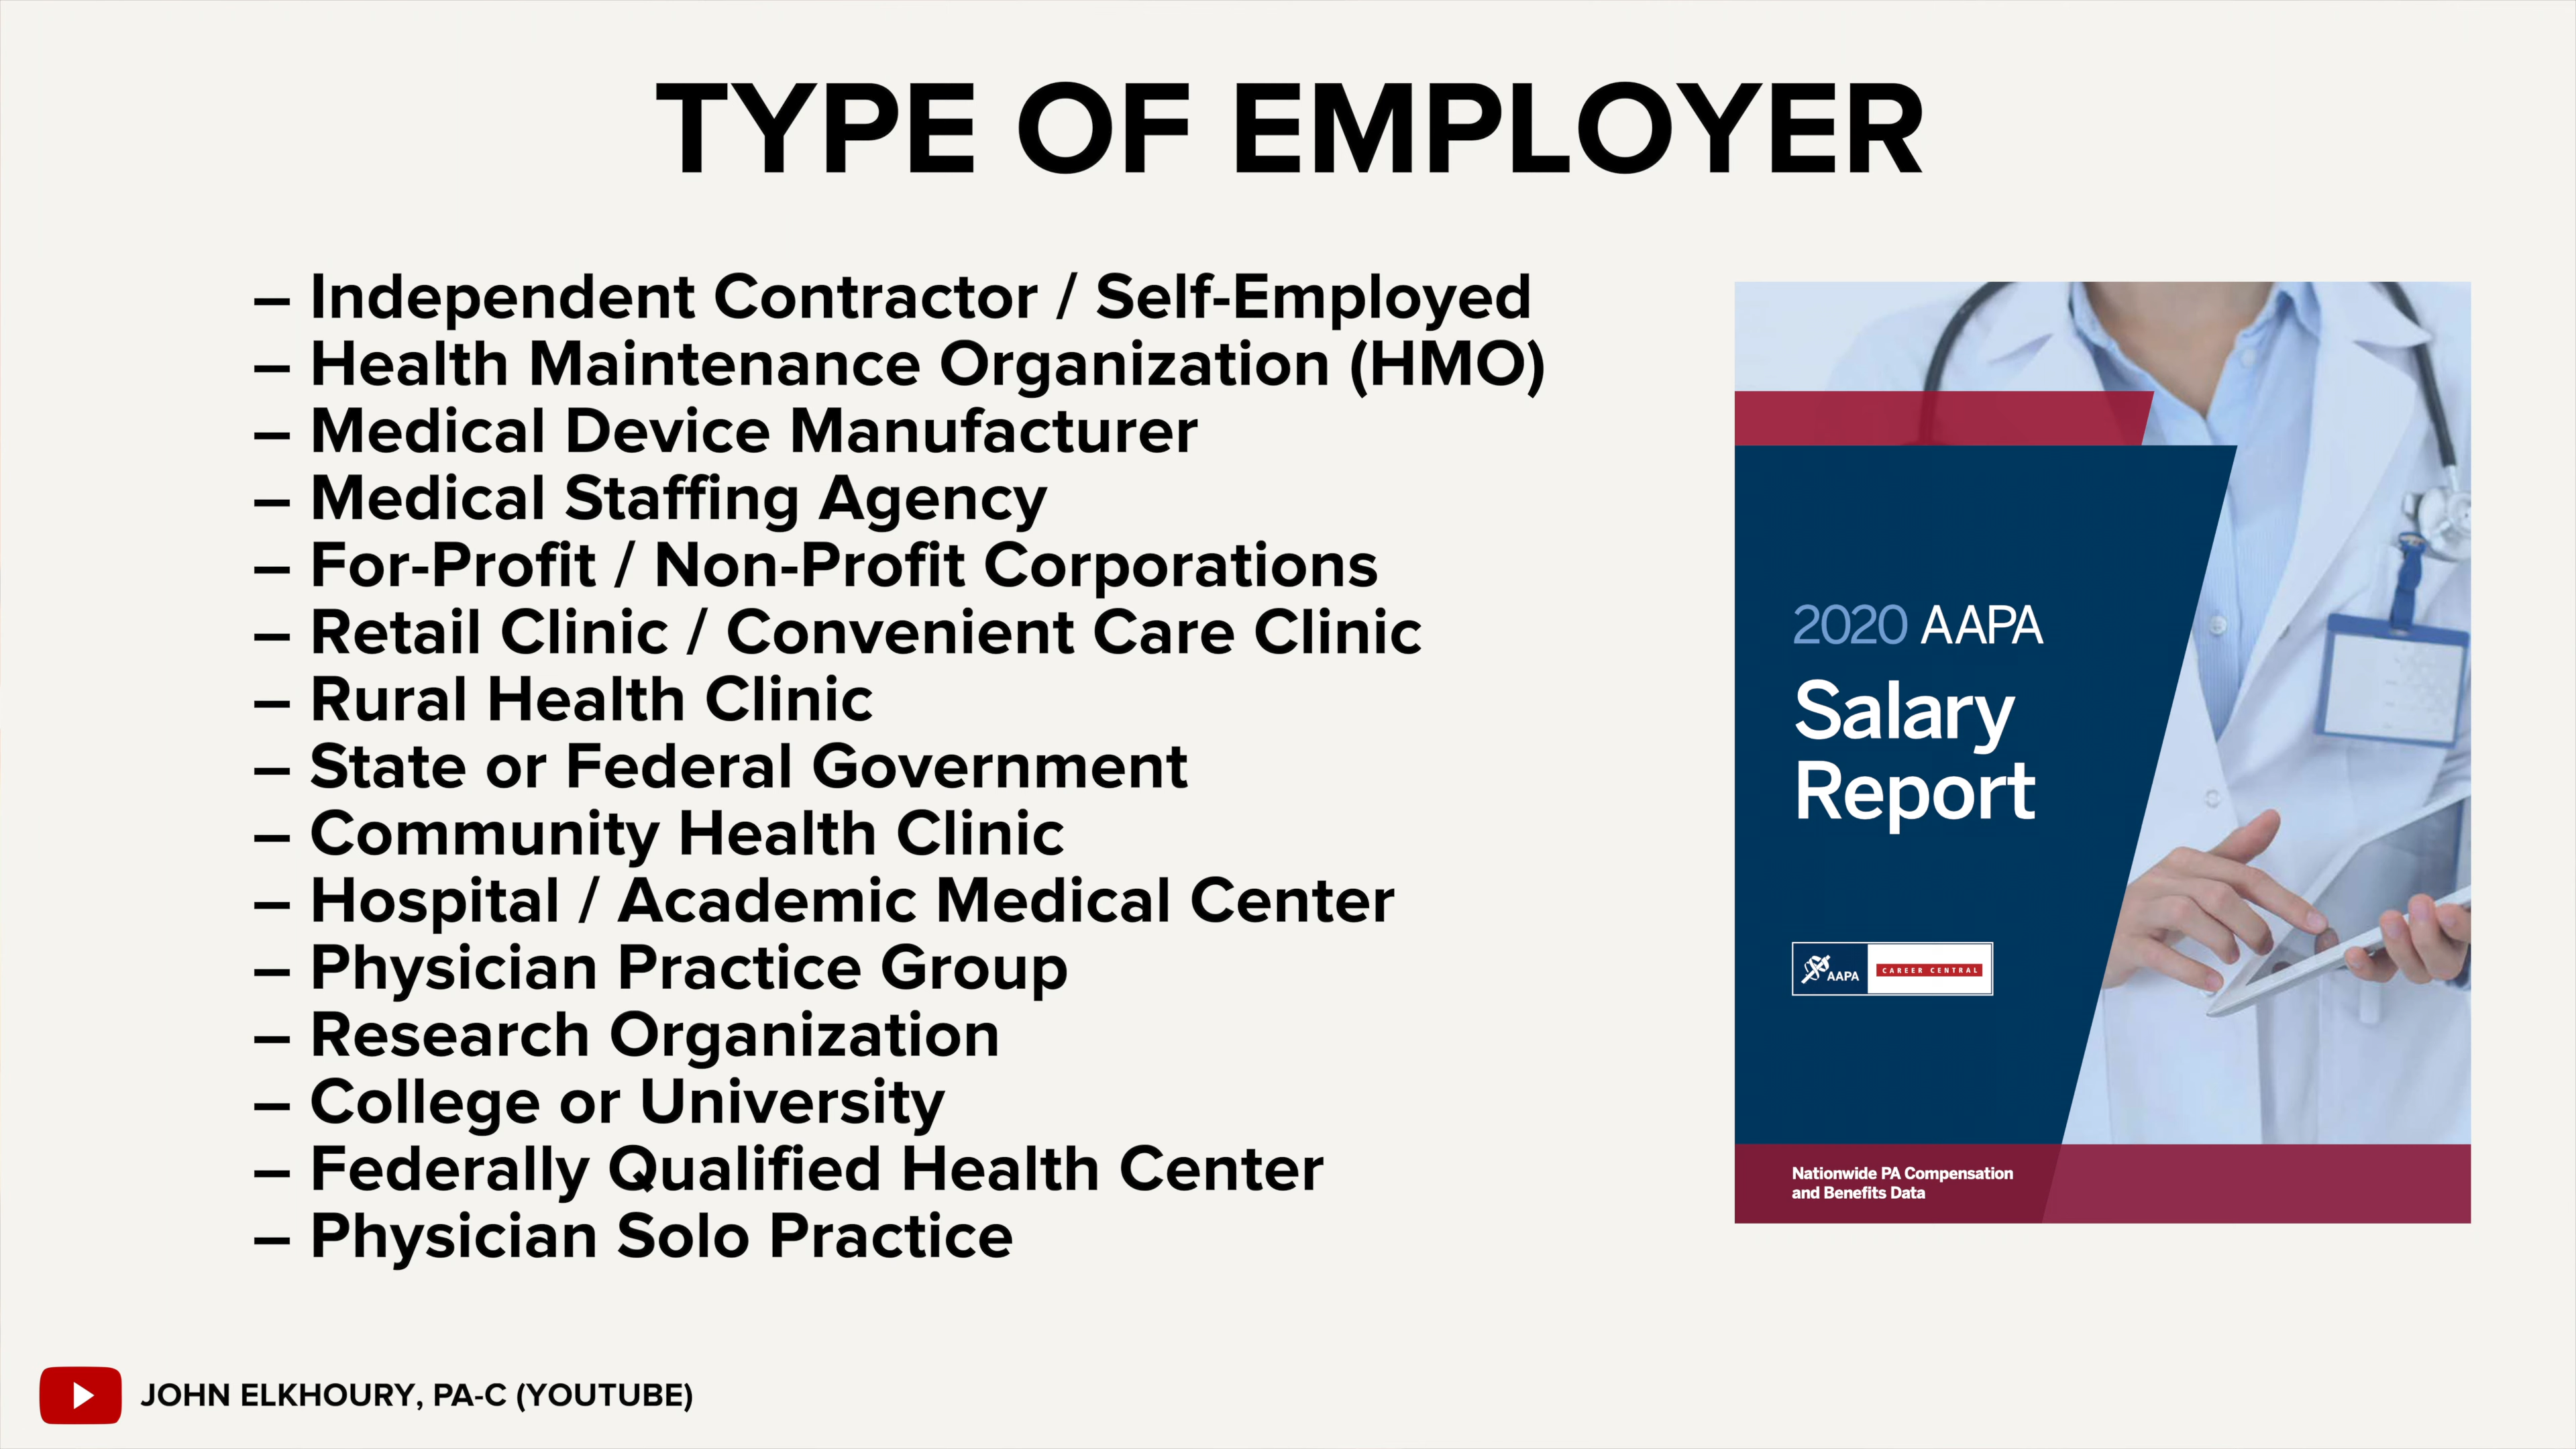 TYPE OF EMPLOYER
– Independent Contractor / Self-Employed
– Health Maintenance Organization (HMO)
– Medical Device Manufacturer
– Medical Staffing Agency
– For-Profit / Non-Profit Corporations
– Retail Clinic / Convenient Care Clinic
– Rural Health Clinic
– State or Federal Government
– Community Health Clinic
– Hospital / Academic Medical Center
– Physician Practice Group
– Research Organization
– College or University
– Federally Qualified Health Center
– Physician Solo Practice
2020 AAPA
Salary
Report
AAPA CAREER CENTRAL
Nationwide PA Compensation
and Benefits Data
JOHN ELKHOURY, PA-C (YOUTUBE)